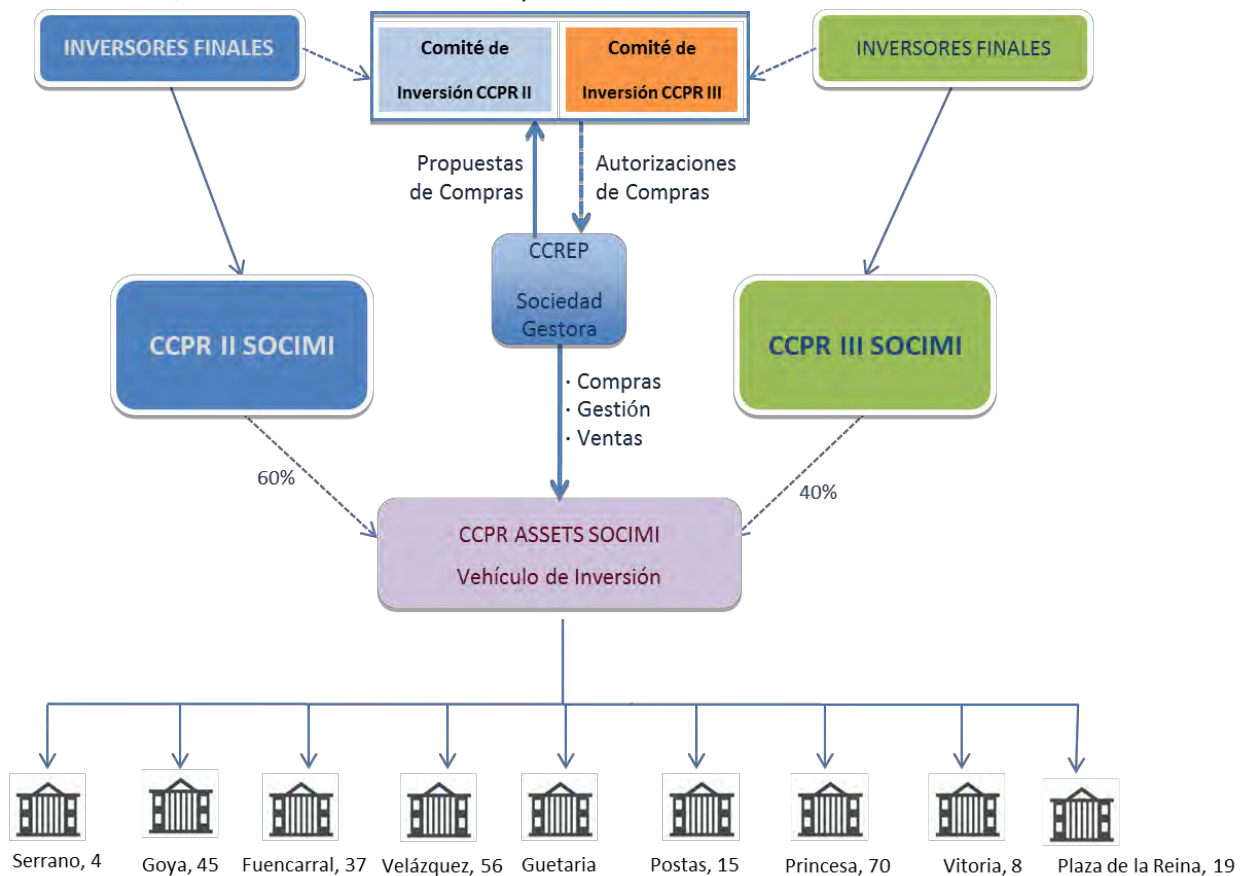 INVERSORES FINALES
Comité de
Inversión CCPR II
Comité de
Inversión CCPR III
INVERSORES FINALES
Propuestas
de Compras
Autorizaciones
de Compras
CCREP
Sociedad
Gestora
CCPR II SOCIMI
CCPR III SOCIMI
· Compras
· Gestión
· Ventas
60%
40%
CCPR ASSETS SOCIMI
Vehículo de Inversión
Serrano, 4
Goya, 45
Fuencarral, 37
Velázquez, 56
Guetaria
Postas, 15
Princesa, 70
Vitoria, 8
Plaza de la Reina, 19